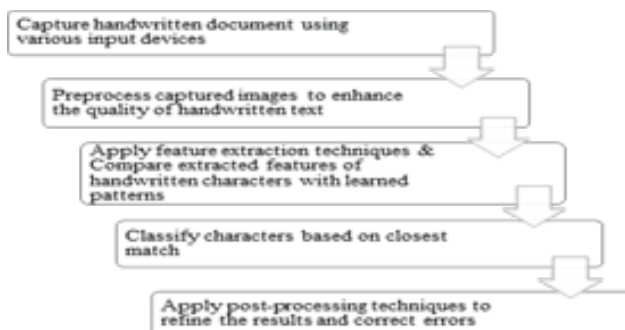 Capture handwritten document using
various input devices
Preprocess captured images to enhance
the quality of handwritten text
Apply feature extraction techniques &
Compare extracted features of
handwritten characters with learned
patterns
Classify characters based on closest
match
Apply post-processing techniques to
refine the results and correct errors